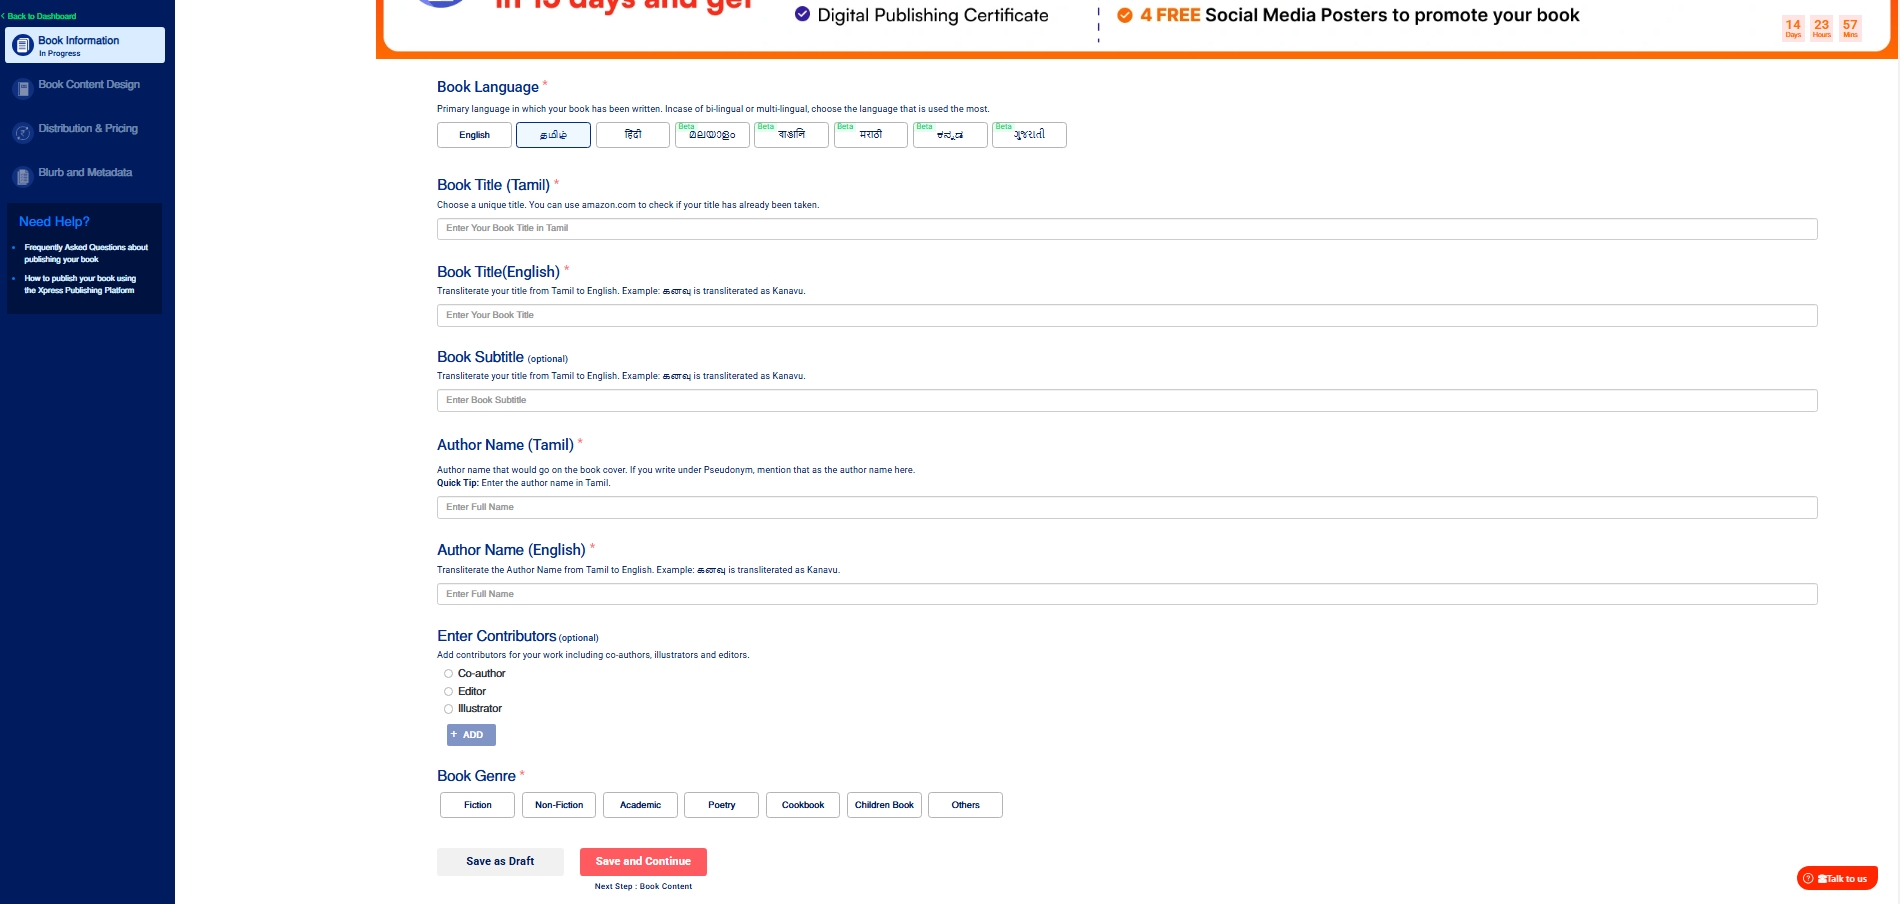 Back to Dashboard
Book Information
In Progress
Book Content Design
Distribution & Pricing
Blurb and Metadata
Need Help?
Frequently Asked Questions about
publishing your book
How to publish your book using
the Xpress Publishing Platform
in 15 days and get
Digital Publishing Certificate
4 FREE Social Media Posters to promote your book
14 23 57
Days Hours Mins
Book Language *
Primary language in which your book has been written. Incase of bi-lingual or multi-lingual, choose the language that is used the most.
English தமிழ் हिंदी Beta മലയാളം Beta বাঙালি Beta मराठी Beta ಕನ್ನಡ Beta ગુજરાતી
Book Title (Tamil) *
Choose a unique title. You can use amazon.com to check if your title has already been taken.
Enter Your Book Title in Tamil
Book Title(English) *
Transliterate your title from Tamil to English. Example: கனவு is transliterated as Kanavu.
Enter Your Book Title
Book Subtitle (optional)
Transliterate your title from Tamil to English. Example: கனவு is transliterated as Kanavu.
Enter Book Subtitle
Author Name (Tamil) *
Author name that would go on the book cover. If you write under Pseudonym, mention that as the author name here.
Quick Tip: Enter the author name in Tamil.
Enter Full Name
Author Name (English) *
Transliterate the Author Name from Tamil to English. Example: கனவு is transliterated as Kanavu.
Enter Full Name
Enter Contributors (optional)
Add contributors for your work including co-authors, illustrators and editors.
Co-author
Editor
Illustrator
+ ADD
Book Genre *
Fiction Non-Fiction Academic Poetry Cookbook Children Book Others
Save as Draft Save and Continue
Next Step : Book Content
Talk to us